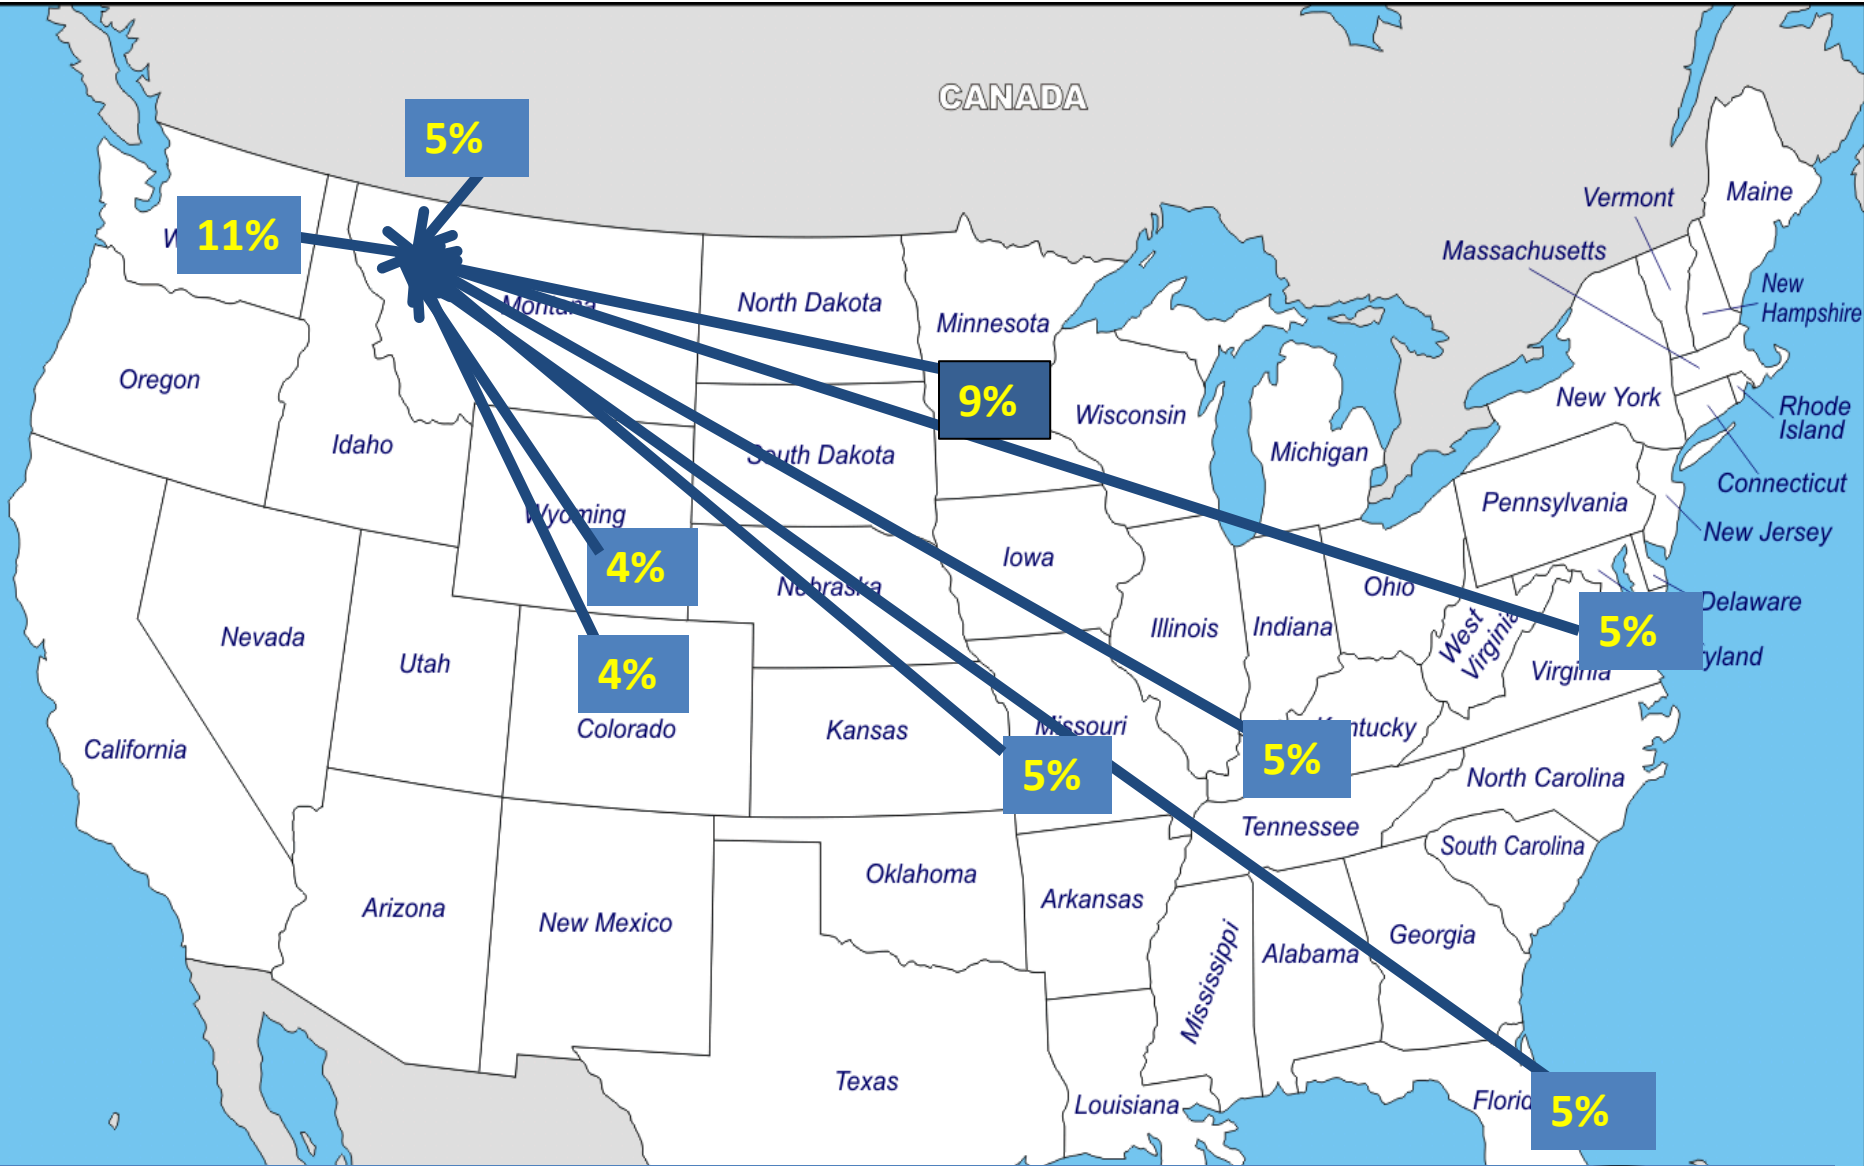 CANADA
5%
Maine
Vermont
W
11%
Massachusetts
New
Hampshire
Montana
North Dakota
Minnesota
Oregon
9%
Wisconsin
New York
Rhode
Island
Idaho
South Dakota
Michigan
Connecticut
Pennsylvania
Wyoming
New Jersey
Iowa
4%
Nebraska
Ohio
Delaware
Nevada
Illinois
Indiana
West
Virginia
5%
Utah
4%
Virginia
yland
California
Colorado
Kansas
Missouri
ntucky
5%
5%
North Carolina
Tennessee
South Carolina
Oklahoma
Arkansas
Arizona
New Mexico
Mississippi
Alabama
Georgia
Texas
Louisiana
Florid
5%